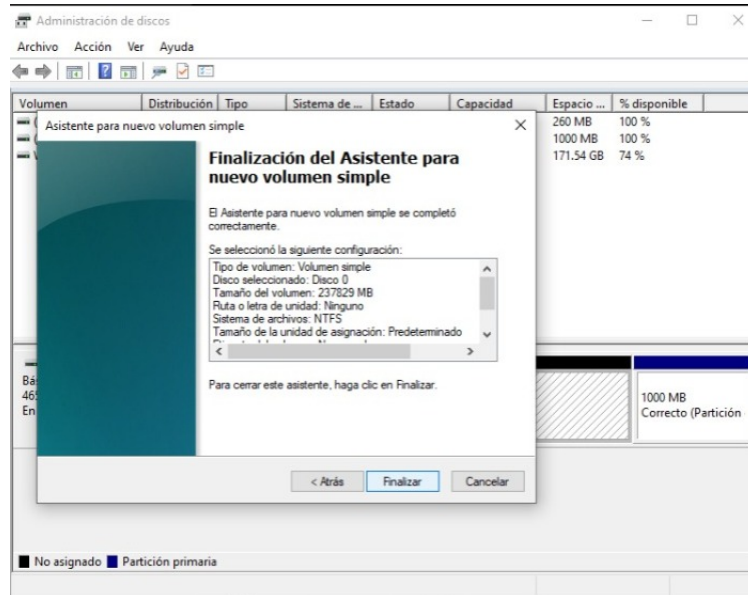 Administración de discos
Archivo Acción Ver Ayuda
Volumen Distribución Tipo Sistema de ... Estado Capacidad Espacio ... % disponible
260 MB 100 %
1000 MB 100 %
171.54 GB 74 %
Asistente para nuevo volumen simple
Finalización del Asistente para
nuevo volumen simple
El Asistente para nuevo volumen simple se completó
correctamente.
Se seleccionó la siguiente configuración:
Tipo de volumen: Volumen simple
Disco seleccionado: Disco 0
Tamaño del volumen: 237829 MB
Ruta o letra de unidad: Ninguno
Sistema de archivos: NTFS
Tamaño de la unidad de asignación: Predeterminado
Para cerrar este asistente, haga clic en Finalizar.
< Atrás Finalizar Cancelar
Bá
465
En
1000 MB
Correcto (Partición
No asignado Partición primaria